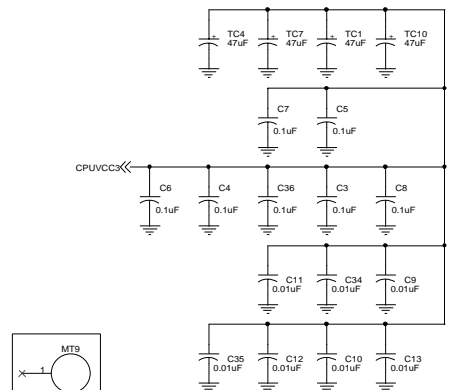 TC4 TC7 TC1 TC10
47uF 47uF 47uF 47uF
C7 C5
0.1uF 0.1uF
CPUVCC3
C6 C4 C36 C3 C8
0.1uF 0.1uF 0.1uF 0.1uF 0.1uF
C11 C34 C9
0.01uF 0.01uF 0.01uF
C35 C12 C10 C13
0.01uF 0.01uF 0.01uF 0.01uF
MT9
1